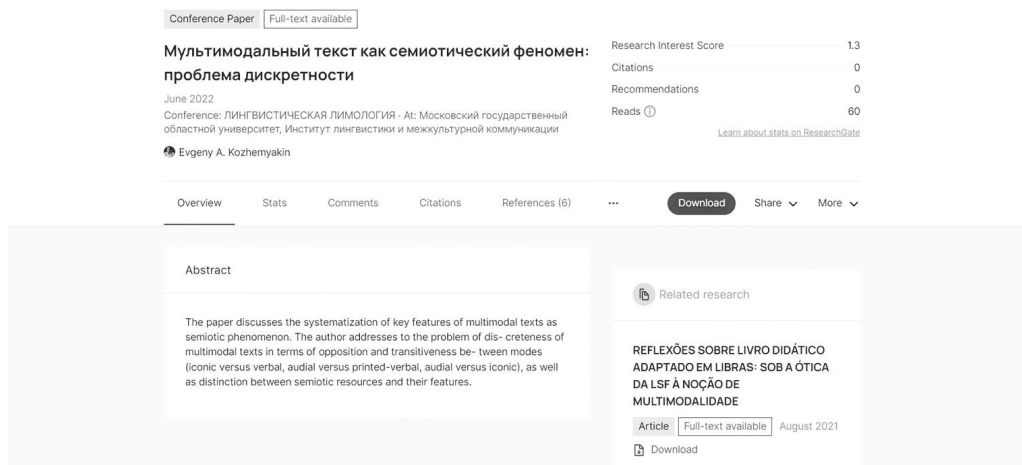 Conference Paper Full-text available
Мультимодальный текст как семиотический феномен:
проблема дискретности
June 2022
Conference: ЛИНГВИСТИЧЕСКАЯ ЛИМОЛОГИЯ · At: Московский государственный
областной университет, Институт лингвистики и межкультурной коммуникации
Evgeny A. Kozhemyakin
Research Interest Score 1.3
Citations 0
Recommendations 0
Reads 60
Learn about stats on ResearchGate
Overview Stats Comments Citations References (6) ... Download Share More
Abstract
The paper discusses the systematization of key features of multimodal texts as
semiotic phenomenon. The author addresses to the problem of dis- creteness of
multimodal texts in terms of opposition and transitiveness be- tween modes
(iconic versus verbal, audial versus printed-verbal, audial versus iconic), as well
as distinction between semiotic resources and their features.
Related research
REFLEXÕES SOBRE LIVRO DIDÁTICO
ADAPTADO EM LIBRAS: SOB A ÓTICA
DA LSF À NOÇÃO DE
MULTIMODALIDADE
Article Full-text available August 2021
Download